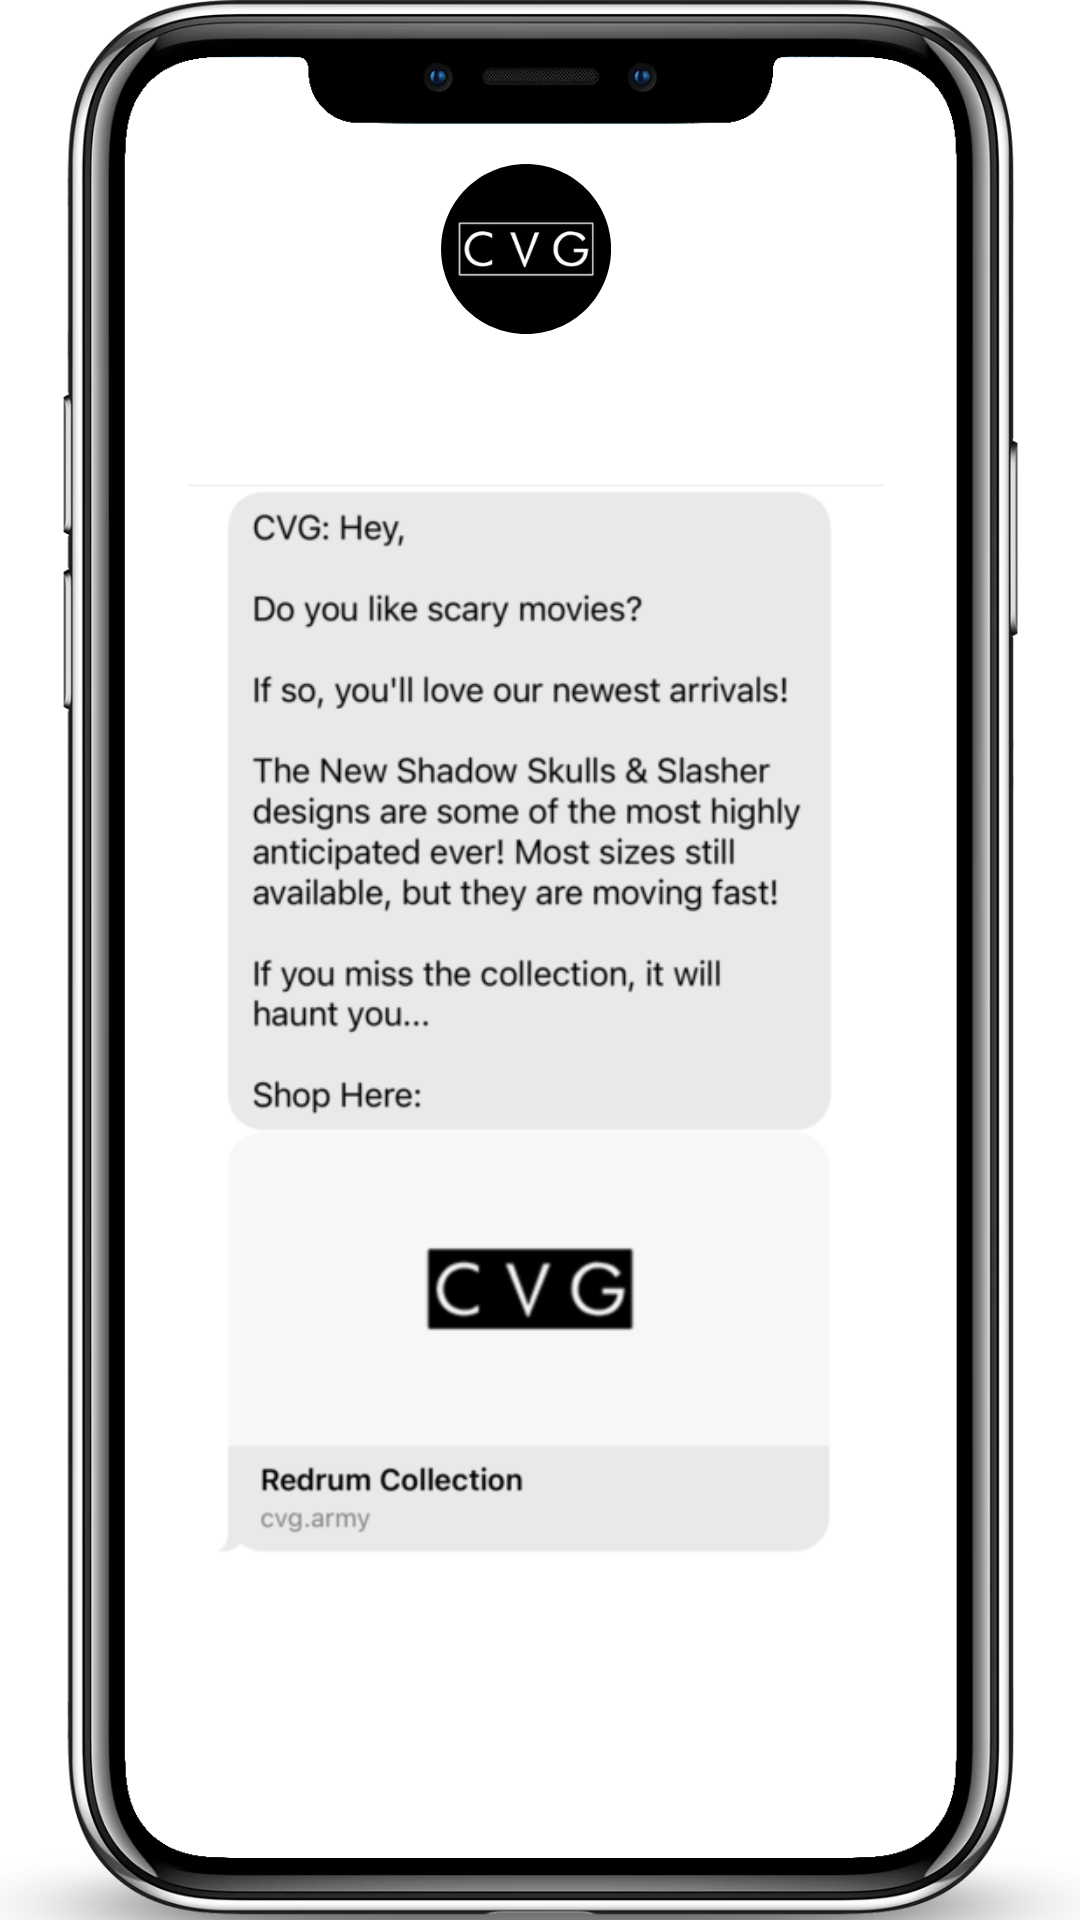 CVG
CVG: Hey,
Do you like scary movies?
If so, you'll love our newest arrivals!
The New Shadow Skulls & Slasher
designs are some of the most highly
anticipated ever! Most sizes still
available, but they are moving fast!
If you miss the collection, it will
haunt you...
Shop Here:
CVG
Redrum Collection
cvg.army